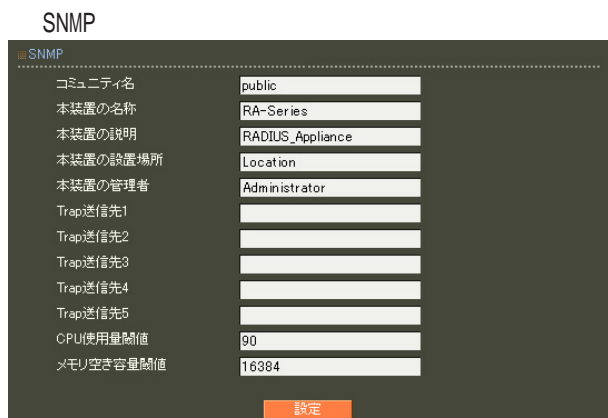 SNMP
SNMP
コミュニティ名 public
本装置の名称 RA-Series
本装置の説明 RADIUS_Appliance
本装置の設置場所 Location
本装置の管理者 Administrator
Trap送信先1
Trap送信先2
Trap送信先3
Trap送信先4
Trap送信先5
CPU使用量閾値 90
メモリ空き容量閾値 16384
設定